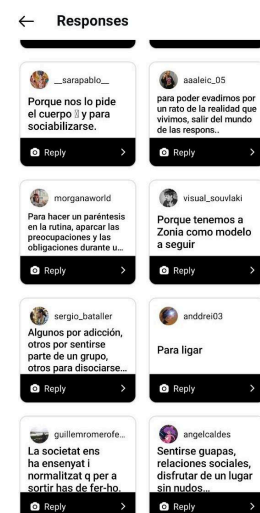 Responses
__sarapablo__
Porque nos lo pide
el cuerpo y para
sociabilizarse.
Reply
aaaleic_05
para poder evadirnos por
un rato de la realidad que
vivimos, salir del mundo
de las respons..
Reply
morganaworld
Para hacer un paréntesis
en la rutina, aparcar las
preocupaciones y las
obligaciones durante u...
Reply
visual_souvlaki
Porque tenemos a
Zonia como modelo
a seguir
Reply
sergio_bataller
Algunos por adicción,
otros por sentirse
parte de un grupo,
otros para disociarse...
Reply
anddrei03
Para ligar
Reply
guillemromerofe...
La societat ens
ha ensenyat i
normalitzat q per a
sortir has de fer-ho.
Reply
angelcaldes
Sentirse guapas,
relaciones sociales,
disfrutar de un lugar
sin nudos...
Reply